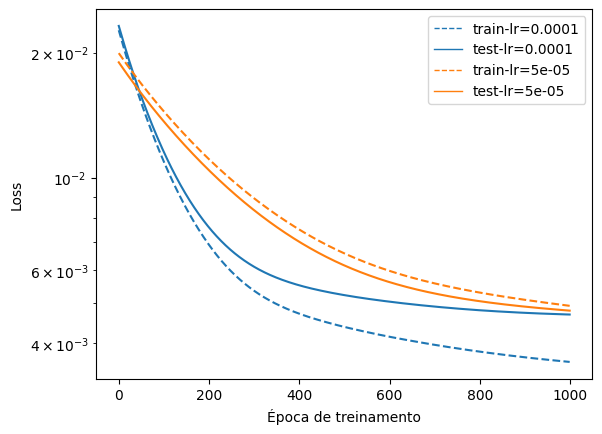 train-lr=0.0001
test-lr=0.0001
train-lr=5e-05
test-lr=5e-05
2 × 10⁻²
10⁻²
6 × 10⁻³
4 × 10⁻³
Loss
0 200 400 600 800 1000
Época de treinamento